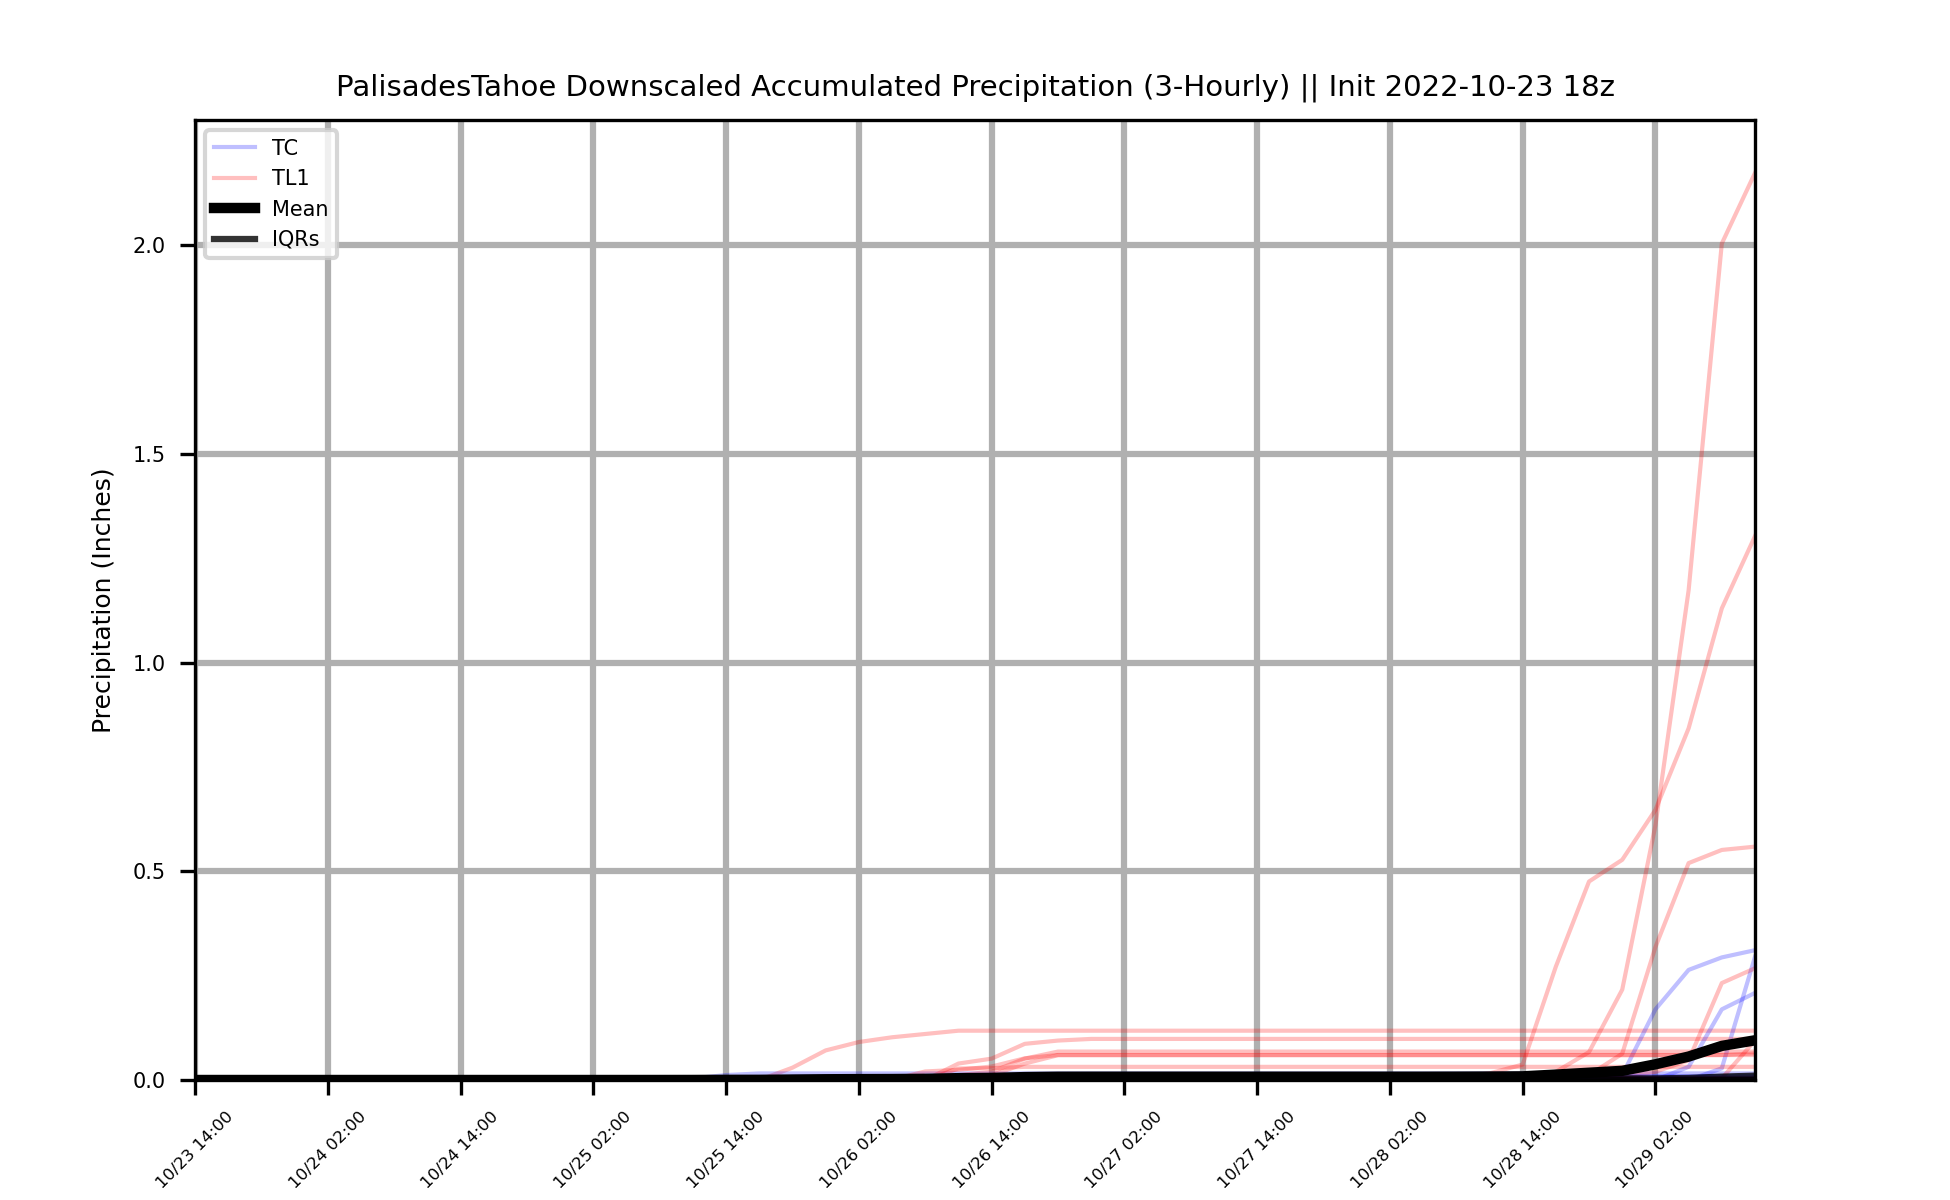 PalisadesTahoe Downscaled Accumulated Precipitation (3-Hourly) || Init 2022-10-23 18z
TC
TL1
Mean
IQRs
Precipitation (Inches)
2.0
1.5
1.0
0.5
0.0
10/23 14:00
10/24 02:00
10/24 14:00
10/25 02:00
10/25 14:00
10/26 02:00
10/26 14:00
10/27 02:00
10/27 14:00
10/28 02:00
10/28 14:00
10/29 02:00